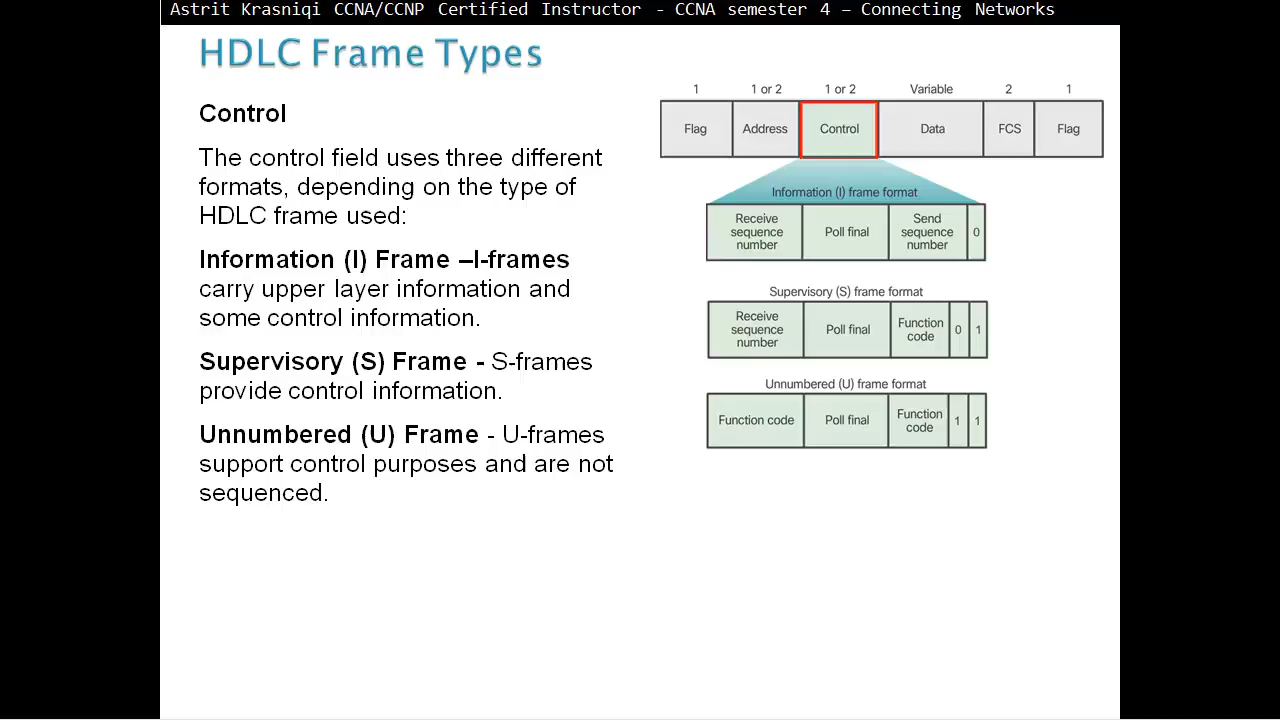 Astrit Krasniqi CCNA/CCNP Certified Instructor - CCNA semester 4 – Connecting Networks
HDLC Frame Types
Control
The control field uses three different
formats, depending on the type of
HDLC frame used:
Information (I) Frame –I-frames
carry upper layer information and
some control information.
Supervisory (S) Frame - S-frames
provide control information.
Unnumbered (U) Frame - U-frames
support control purposes and are not
sequenced.
1 1 or 2 1 or 2 Variable 2 1
Flag Address Control Data FCS Flag
Information (I) frame format
Receive
sequence
number
Poll final
Send
sequence
number
0
Supervisory (S) frame format
Receive
sequence
number
Poll final
Function
code
0 1
Unnumbered (U) frame format
Function code
Poll final
Function
code
1 1